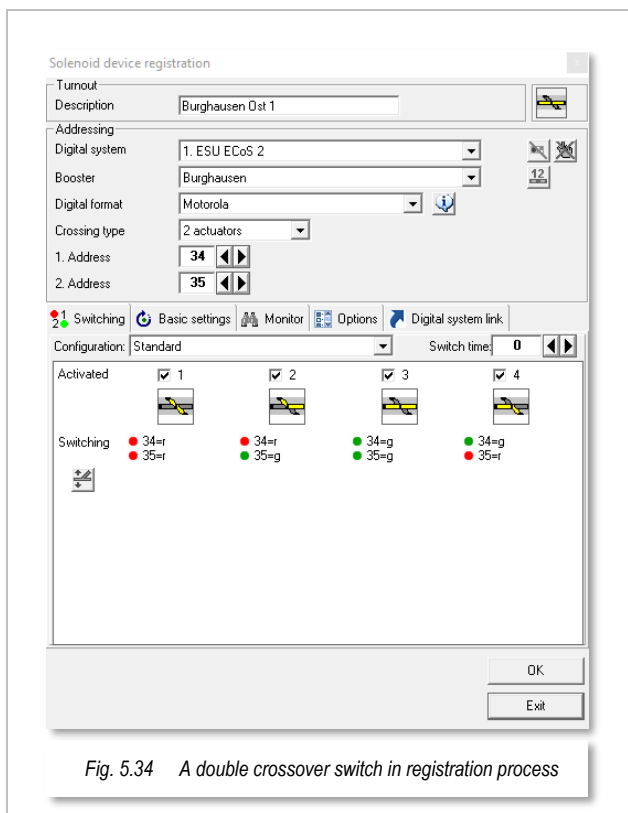 Solenoid device registration
Turnout
Description Burghausen Ost 1
Addressing
Digital system 1. ESU ECoS 2
Booster Burghausen
12
Digital format Motorola
Crossing type 2 actuators
1. Address 34
2. Address 35
1 2 Switching Basic settings Monitor Options Digital system link
Configuration: Standard Switch time: 0
Activated 1 2 3 4
Switching 34=r 34=r 34=g 34=g
35=r 35=g 35=g 35=r
OK
Exit
Fig. 5.34 A double crossover switch in registration process